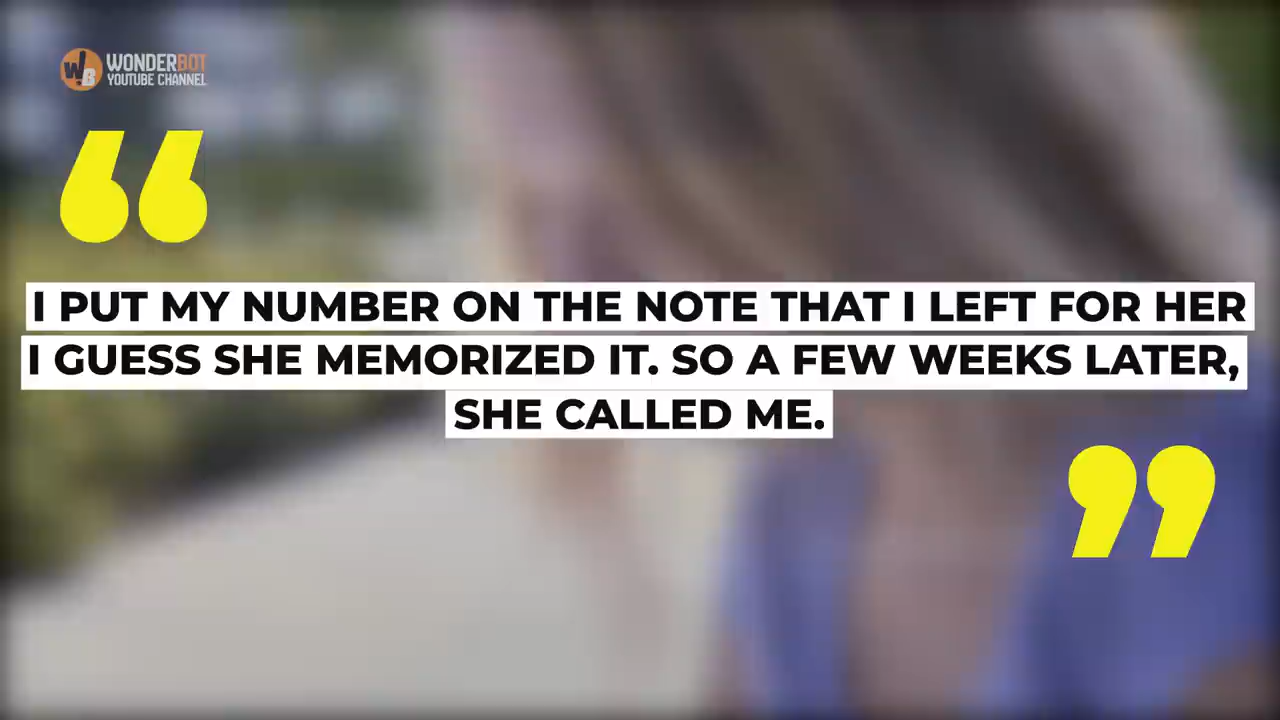 WONDERBOT
YOUTUBE CHANNEL
“
I PUT MY NUMBER ON THE NOTE THAT I LEFT FOR HER
I GUESS SHE MEMORIZED IT. SO A FEW WEEKS LATER,
SHE CALLED ME.
”